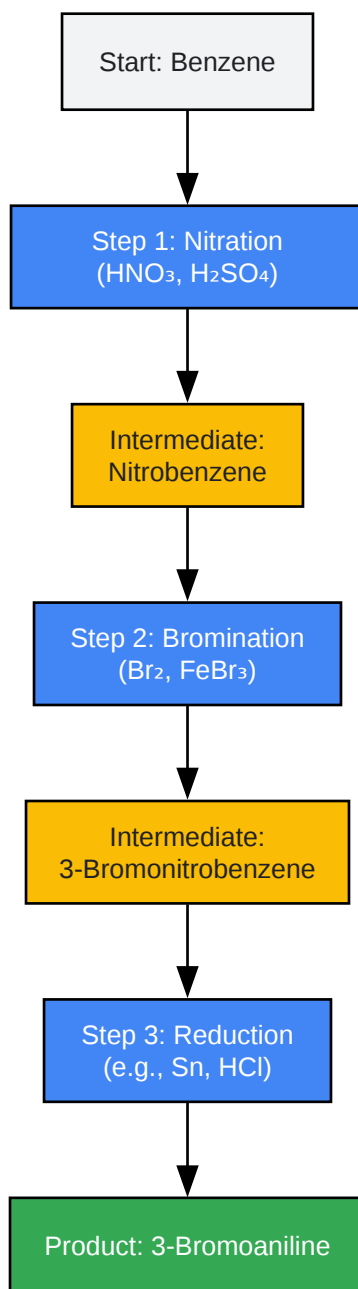 Start: Benzene
Step 1: Nitration
(HNO₃, H₂SO₄)
Intermediate:
Nitrobenzene
Step 2: Bromination
(Br₂, FeBr₃)
Intermediate:
3-Bromonitrobenzene
Step 3: Reduction
(e.g., Sn, HCl)
Product: 3-Bromoaniline